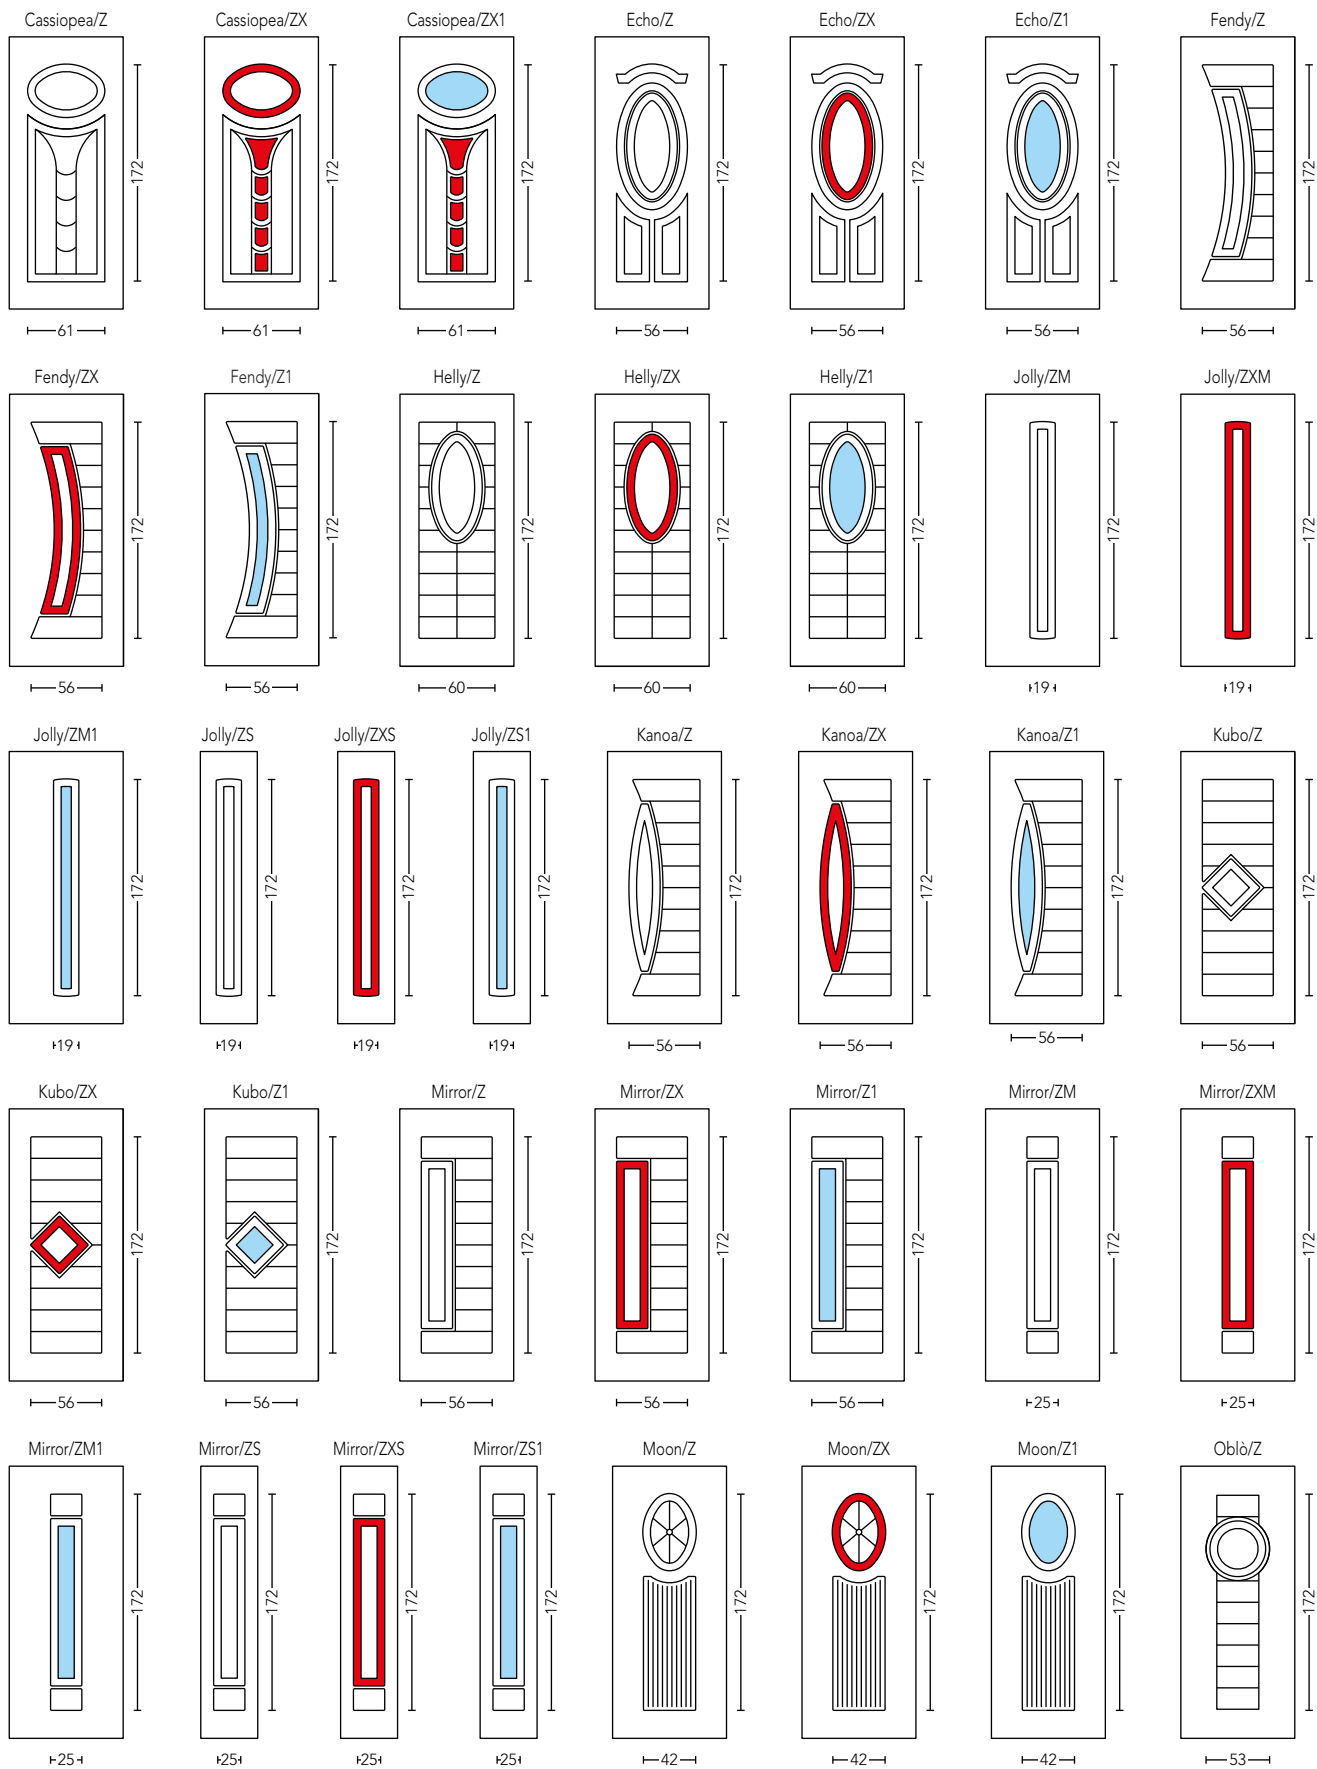 Cassiopea/Z Cassiopea/ZX Cassiopea/ZX1 Echo/Z Echo/ZX Echo/Z1 Fendy/Z
172 172 172 172 172 172 172
61 61 61 56 56 56 56
Fendy/ZX Fendy/Z1 Helly/Z Helly/ZX Helly/Z1 Jolly/ZM Jolly/ZXM
172 172 172 172 172 172 172
56 56 60 60 60 19 19
Jolly/ZM1 Jolly/ZS Jolly/ZXS Jolly/ZS1 Kanoa/Z Kanoa/ZX Kanoa/Z1 Kubo/Z
172 172 172 172 172 172 172 172
19 19 19 19 56 56 56 56
Kubo/ZX Kubo/Z1 Mirror/Z Mirror/ZX Mirror/Z1 Mirror/ZM Mirror/ZXM
172 172 172 172 172 172 172
56 56 56 56 56 25 25
Mirror/ZM1 Mirror/ZS Mirror/ZXS Mirror/ZS1 Moon/Z Moon/ZX Moon/Z1 Oblò/Z
172 172 172 172 172 172 172 172
25 25 25 25 42 42 42 53